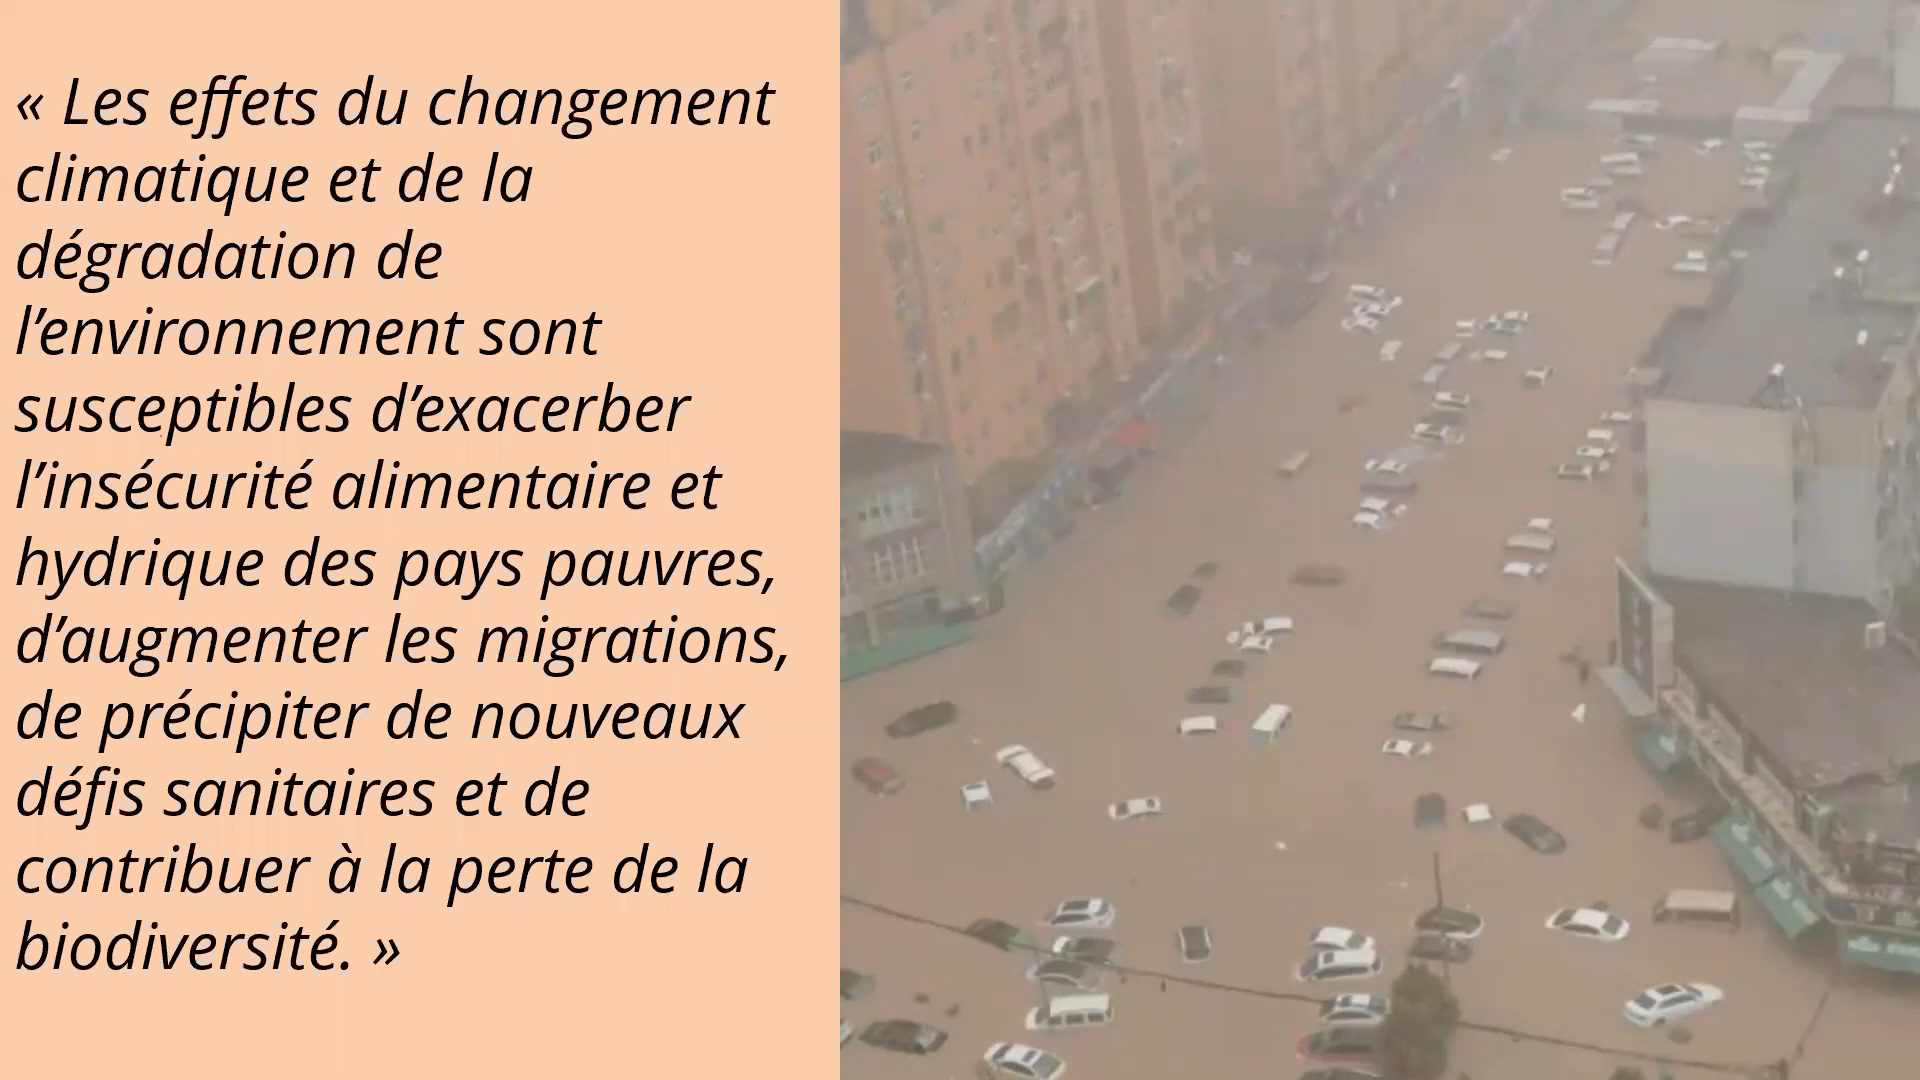 « Les effets du changement
climatique et de la
dégradation de
l’environnement sont
susceptibles d’exacerber
l’insécurité alimentaire et
hydrique des pays pauvres,
d’augmenter les migrations,
de précipiter de nouveaux
défis sanitaires et de
contribuer à la perte de la
biodiversité. »